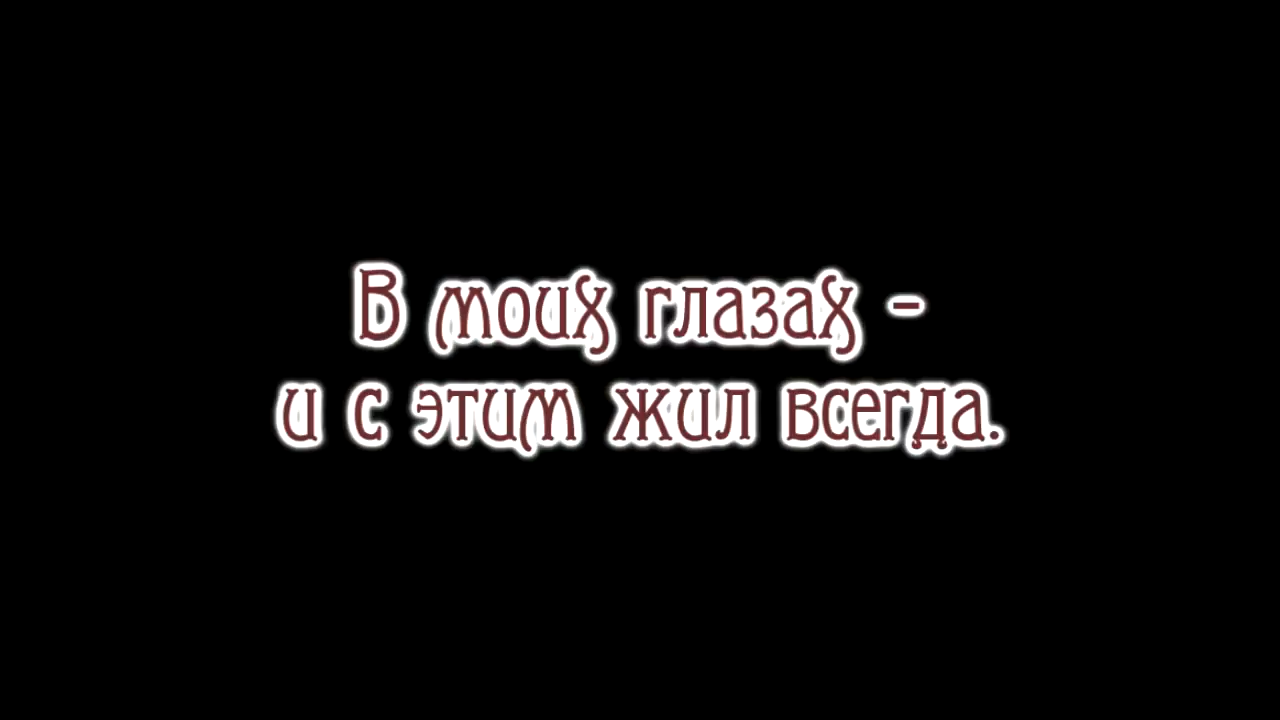 В моих глазах -
и с этим жил всегда.